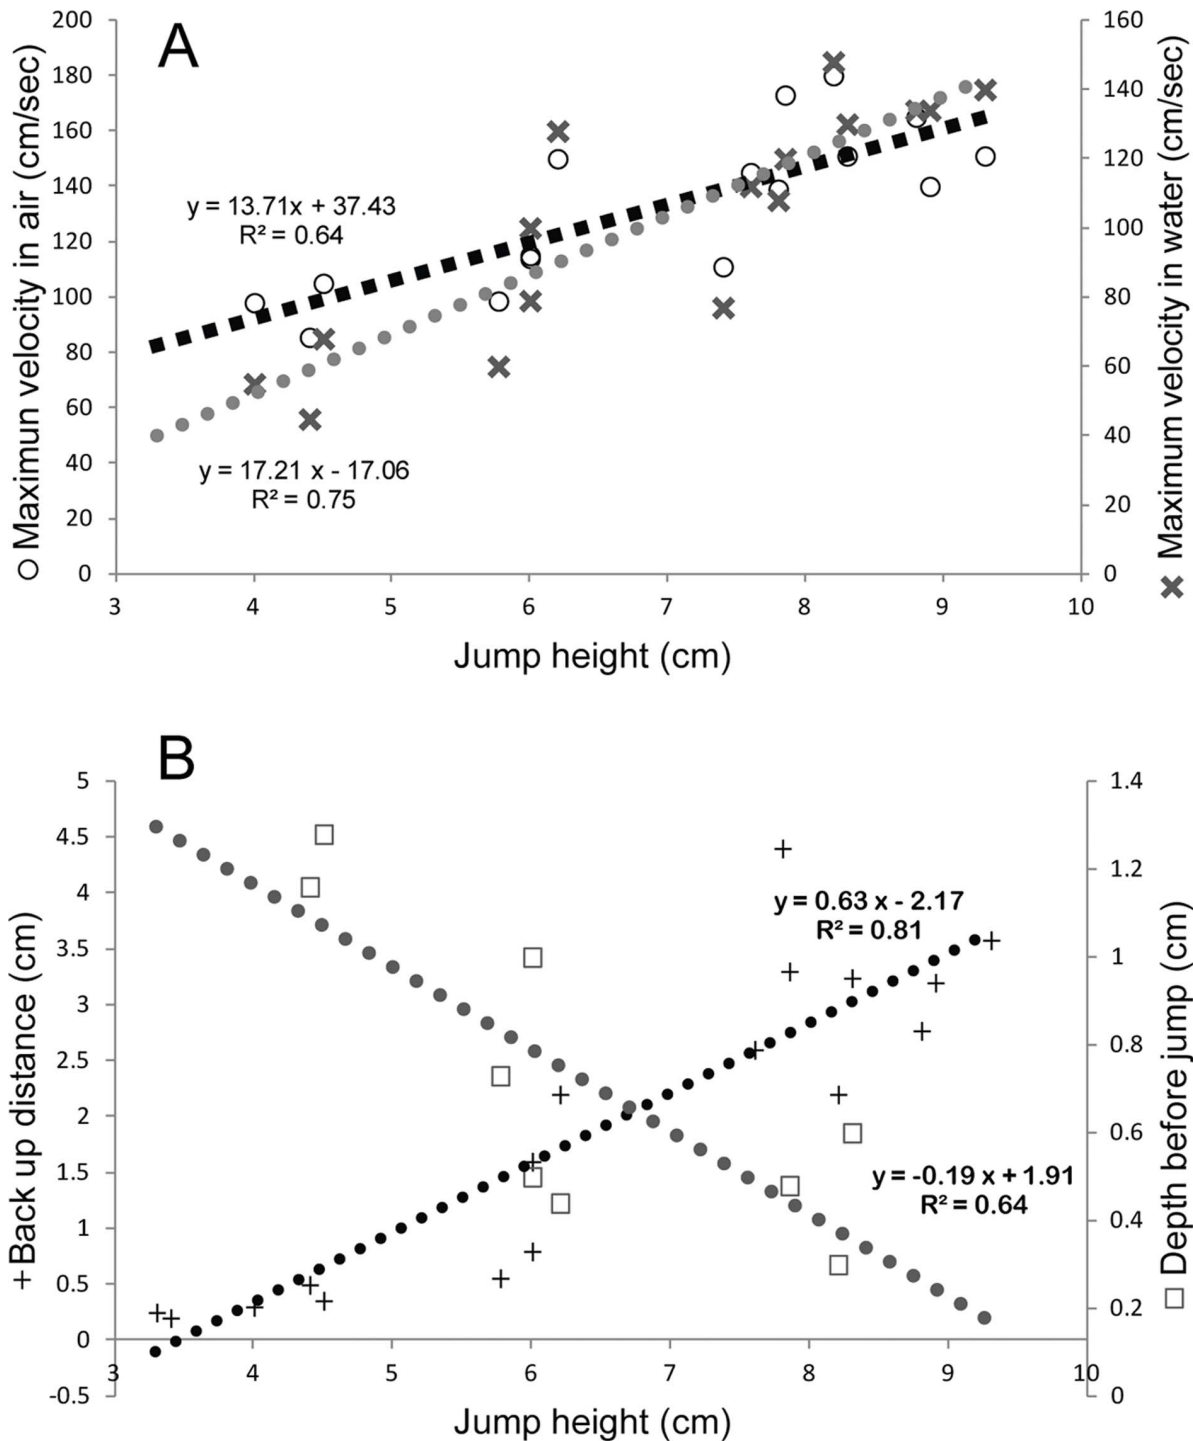 A
Maximun velocity in air (cm/sec)
200
180
160
140
120
100
80
60
40
20
0
y = 13.71x + 37.43
R² = 0.64
y = 17.21 x - 17.06
R² = 0.75
160
140
120
100
80
60
40
20
0
Maximum velocity in water (cm/sec)
3 4 5 6 7 8 9 10
Jump height (cm)
B
+Back up distance (cm)
5
4.5
4
3.5
3
2.5
2
1.5
1
0.5
0
-0.5
y = 0.63 x - 2.17
R² = 0.81
y = -0.19 x + 1.91
R² = 0.64
1.4
1.2
1
0.8
0.6
0.4
0.2
0
Depth before jump (cm)
3 4 5 6 7 8 9 10
Jump height (cm)